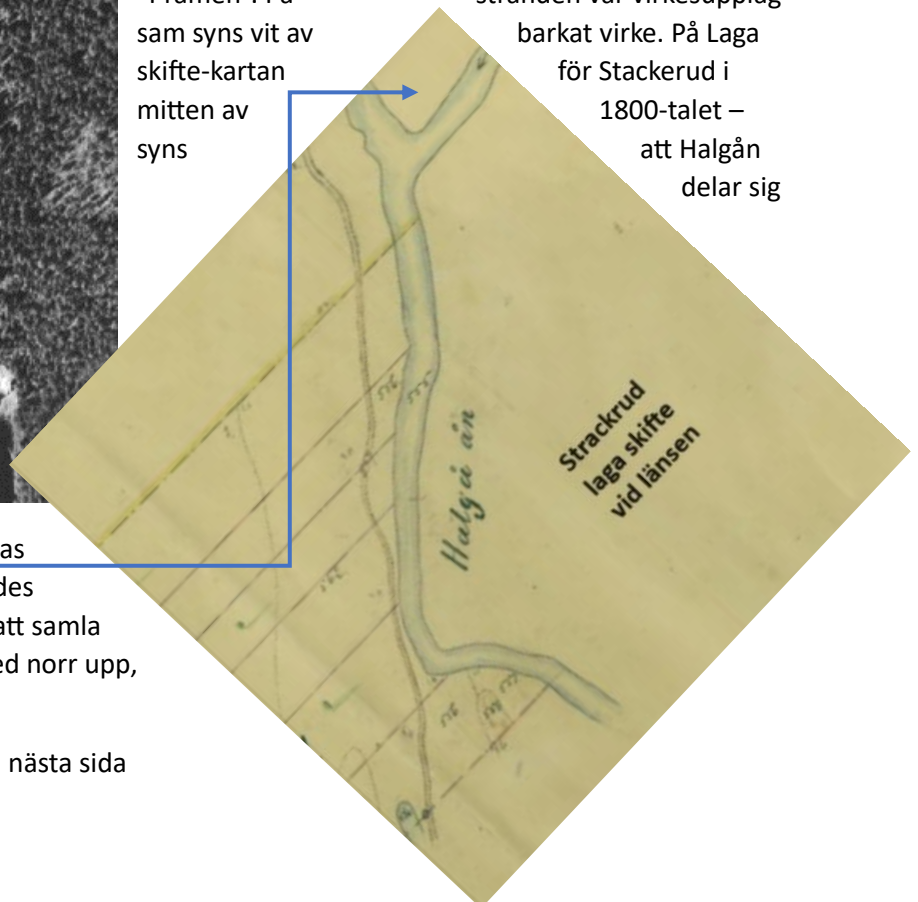 stranden var virkesupplag
sam syns vit av barkat virke. På Laga
skifte-kartan för Stackerud i
mitten av 1800-talet –
syns att Halgån
delar sig
Halgå ån
Strackrud
laga skifte
vid länsen
as
des
att samla
ed norr upp,
nästa sida